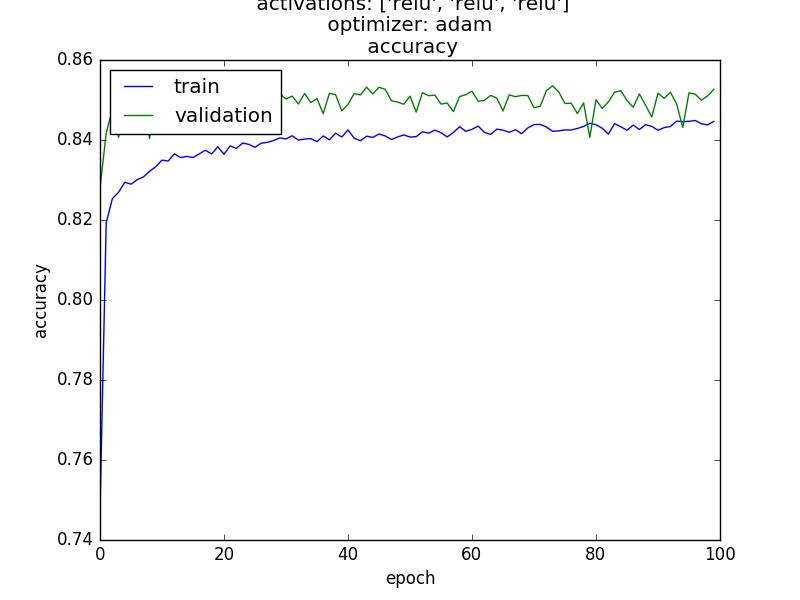 activations: ['relu', 'relu', 'relu']
optimizer: adam
accuracy
0.86
train
validation
0.84
0.82
0.80
0.78
0.76
0.74
accuracy
0 20 40 60 80 100
epoch